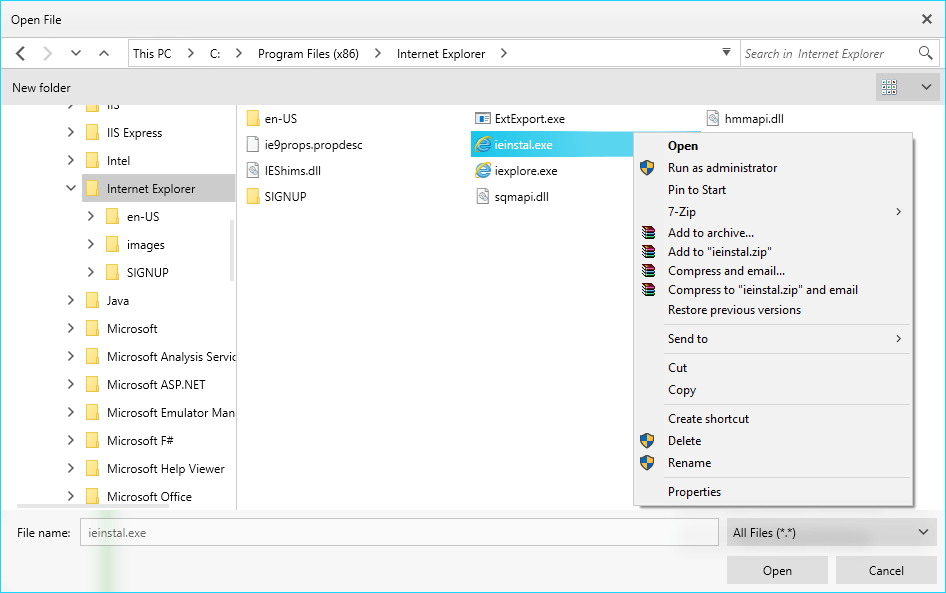 Open File
This PC > C: > Program Files (x86) > Internet Explorer >
Search in Internet Explorer
New folder
IIS
IIS Express
Intel
Internet Explorer
en-US
images
SIGNUP
Java
Microsoft
Microsoft Analysis Servic
Microsoft ASP.NET
Microsoft Emulator Man
Microsoft F#
Microsoft Help Viewer
Microsoft Office
en-US
ie9props.propdesc
IEShims.dll
SIGNUP
ExtExport.exe
ieinstal.exe
iexplore.exe
sqmapi.dll
hmmapi.dll
Open
Run as administrator
Pin to Start
7-Zip
Add to archive...
Add to "ieinstal.zip"
Compress and email...
Compress to "ieinstal.zip" and email
Restore previous versions
Send to
Cut
Copy
Create shortcut
Delete
Rename
Properties
File name:
ieinstal.exe
All Files (*.*)
Open
Cancel